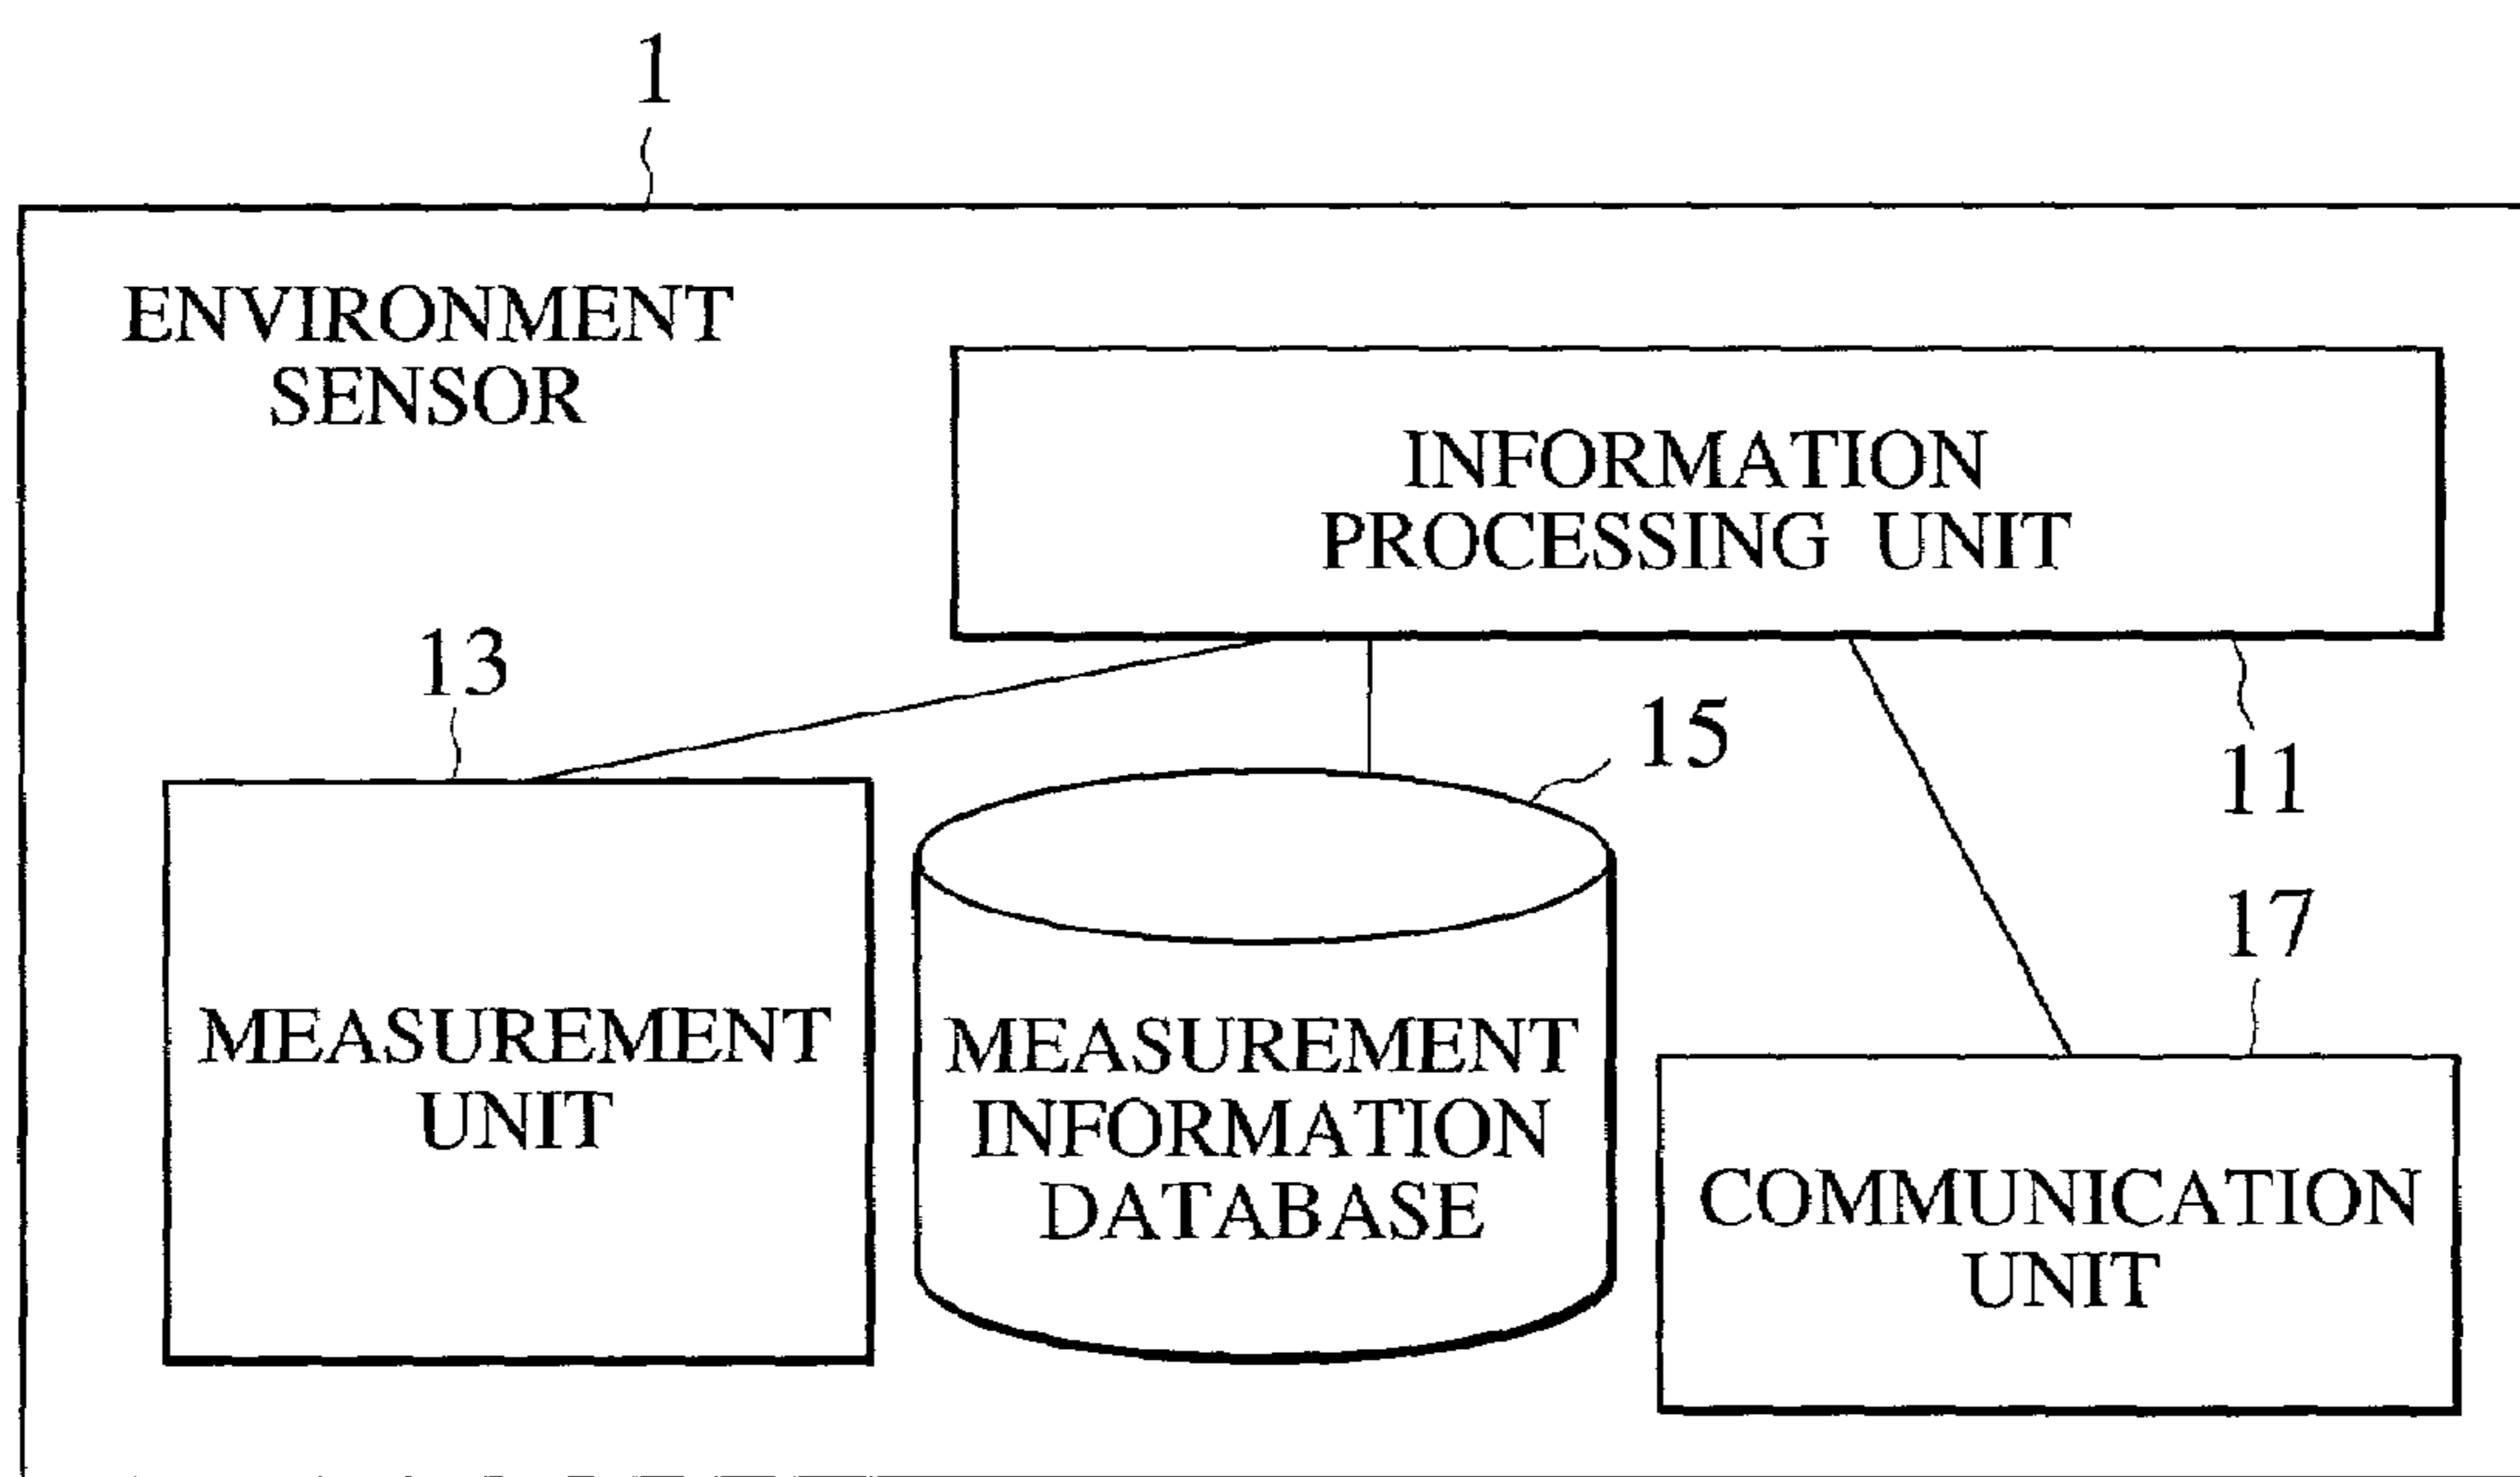 1
ENVIRONMENT
SENSOR
INFORMATION
PROCESSING UNIT
13
15
11
17
MEASUREMENT
UNIT
MEASUREMENT
INFORMATION
DATABASE
COMMUNICATION
UNIT